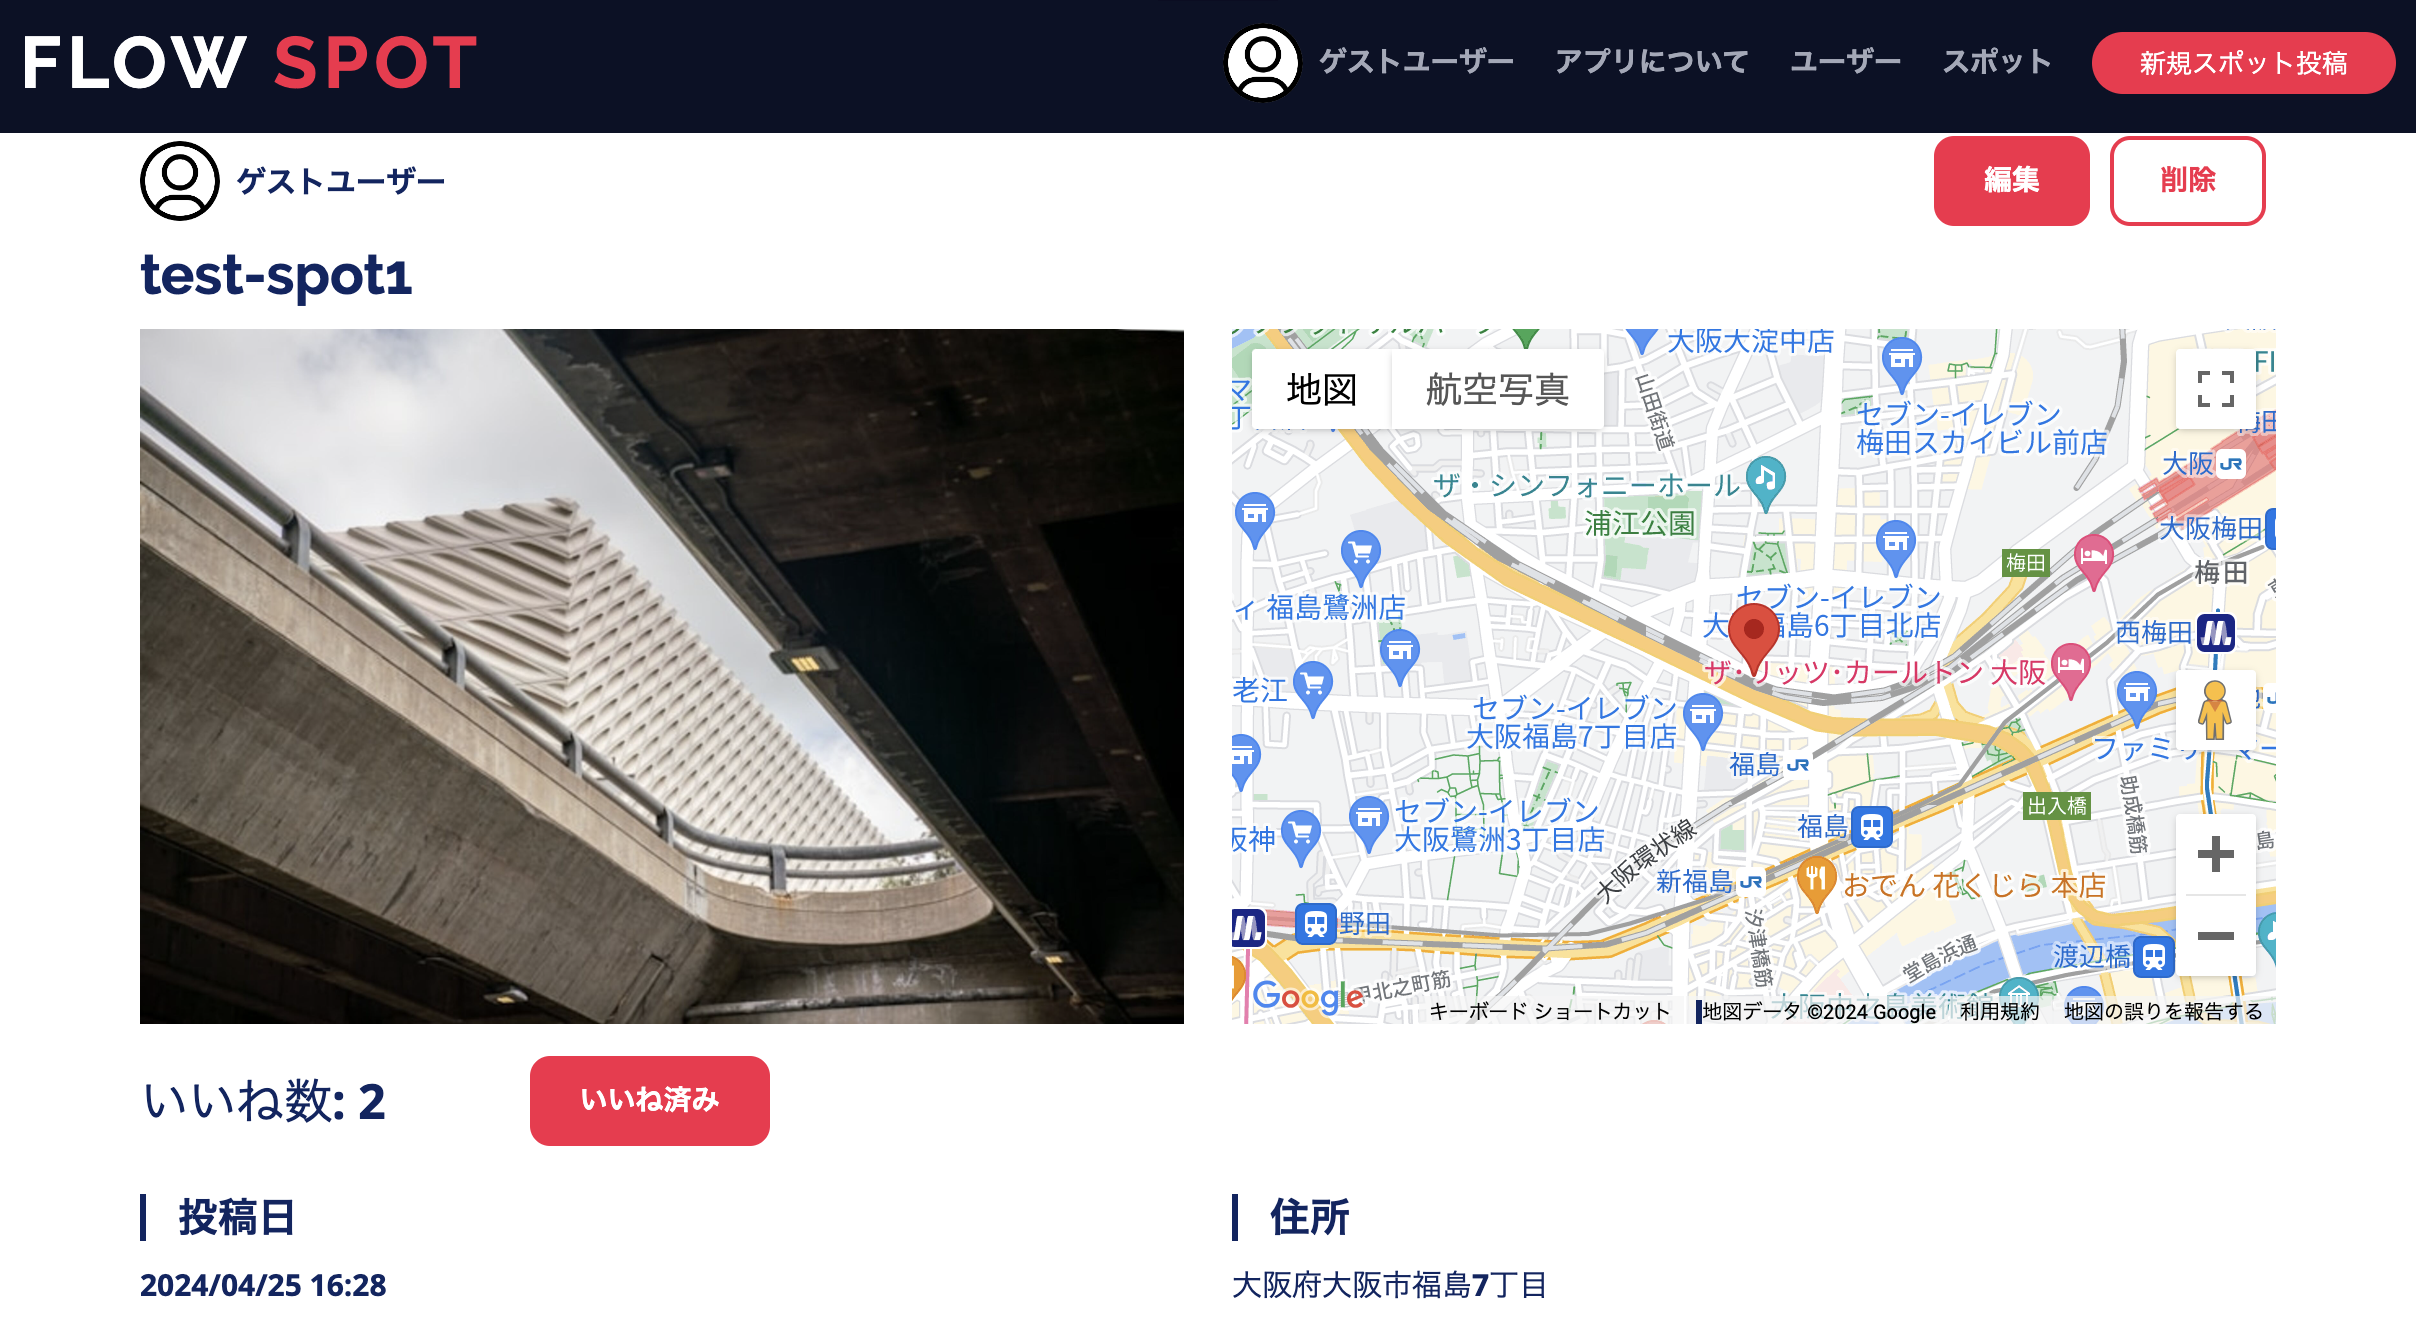 FLOW SPOT
ゲストユーザー
アプリについて
ユーザー
スポット
新規スポット投稿
ゲストユーザー
編集
削除
test-spot1
地図
航空写真
大阪大淀中店
山田街道
セブン-イレブン
梅田スカイビル前店
大阪
ザ・シンフォニーホール
浦江公園
大阪梅田
梅田
梅田
福島鷺洲店
セブン-イレブン
島6丁目北店
西梅田
ザ・リッツ・カールトン 大阪
老江
セブン-イレブン
大阪福島7丁目店
福島
JR
助成橋筋
出入橋
セブン-イレブン
大阪鷺洲3丁目店
阪神
福島
大阪環状線
新福島
JR
おでん 花くじら 本店
野田
汐津橋筋
堂島浜通
渡辺橋
北之町筋
Google
キーボード ショートカット
地図データ ©2024 Google
利用規約
地図の誤りを報告する
いいね数: 2
いいね済み
投稿日
2024/04/25 16:28
住所
大阪府大阪市福島7丁目